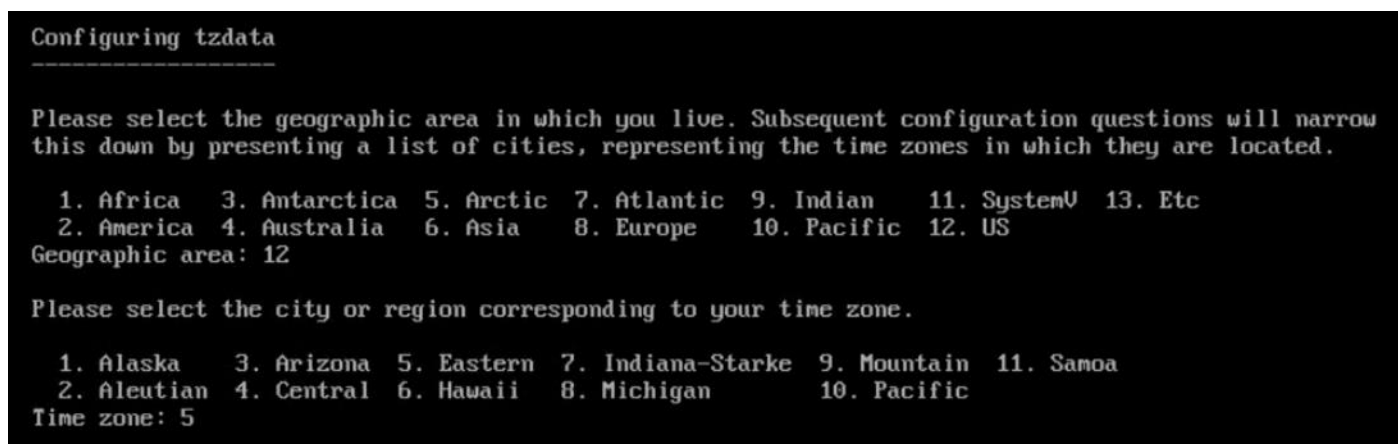 Configuring tzdata
------------------
Please select the geographic area in which you live. Subsequent configuration questions will narrow
this down by presenting a list of cities, representing the time zones in which they are located.
1. Africa 3. Antarctica 5. Arctic 7. Atlantic 9. Indian 11. SystemV 13. Etc
2. America 4. Australia 6. Asia 8. Europe 10. Pacific 12. US
Geographic area: 12
Please select the city or region corresponding to your time zone.
1. Alaska 3. Arizona 5. Eastern 7. Indiana-Starke 9. Mountain 11. Samoa
2. Aleutian 4. Central 6. Hawaii 8. Michigan 10. Pacific
Time zone: 5